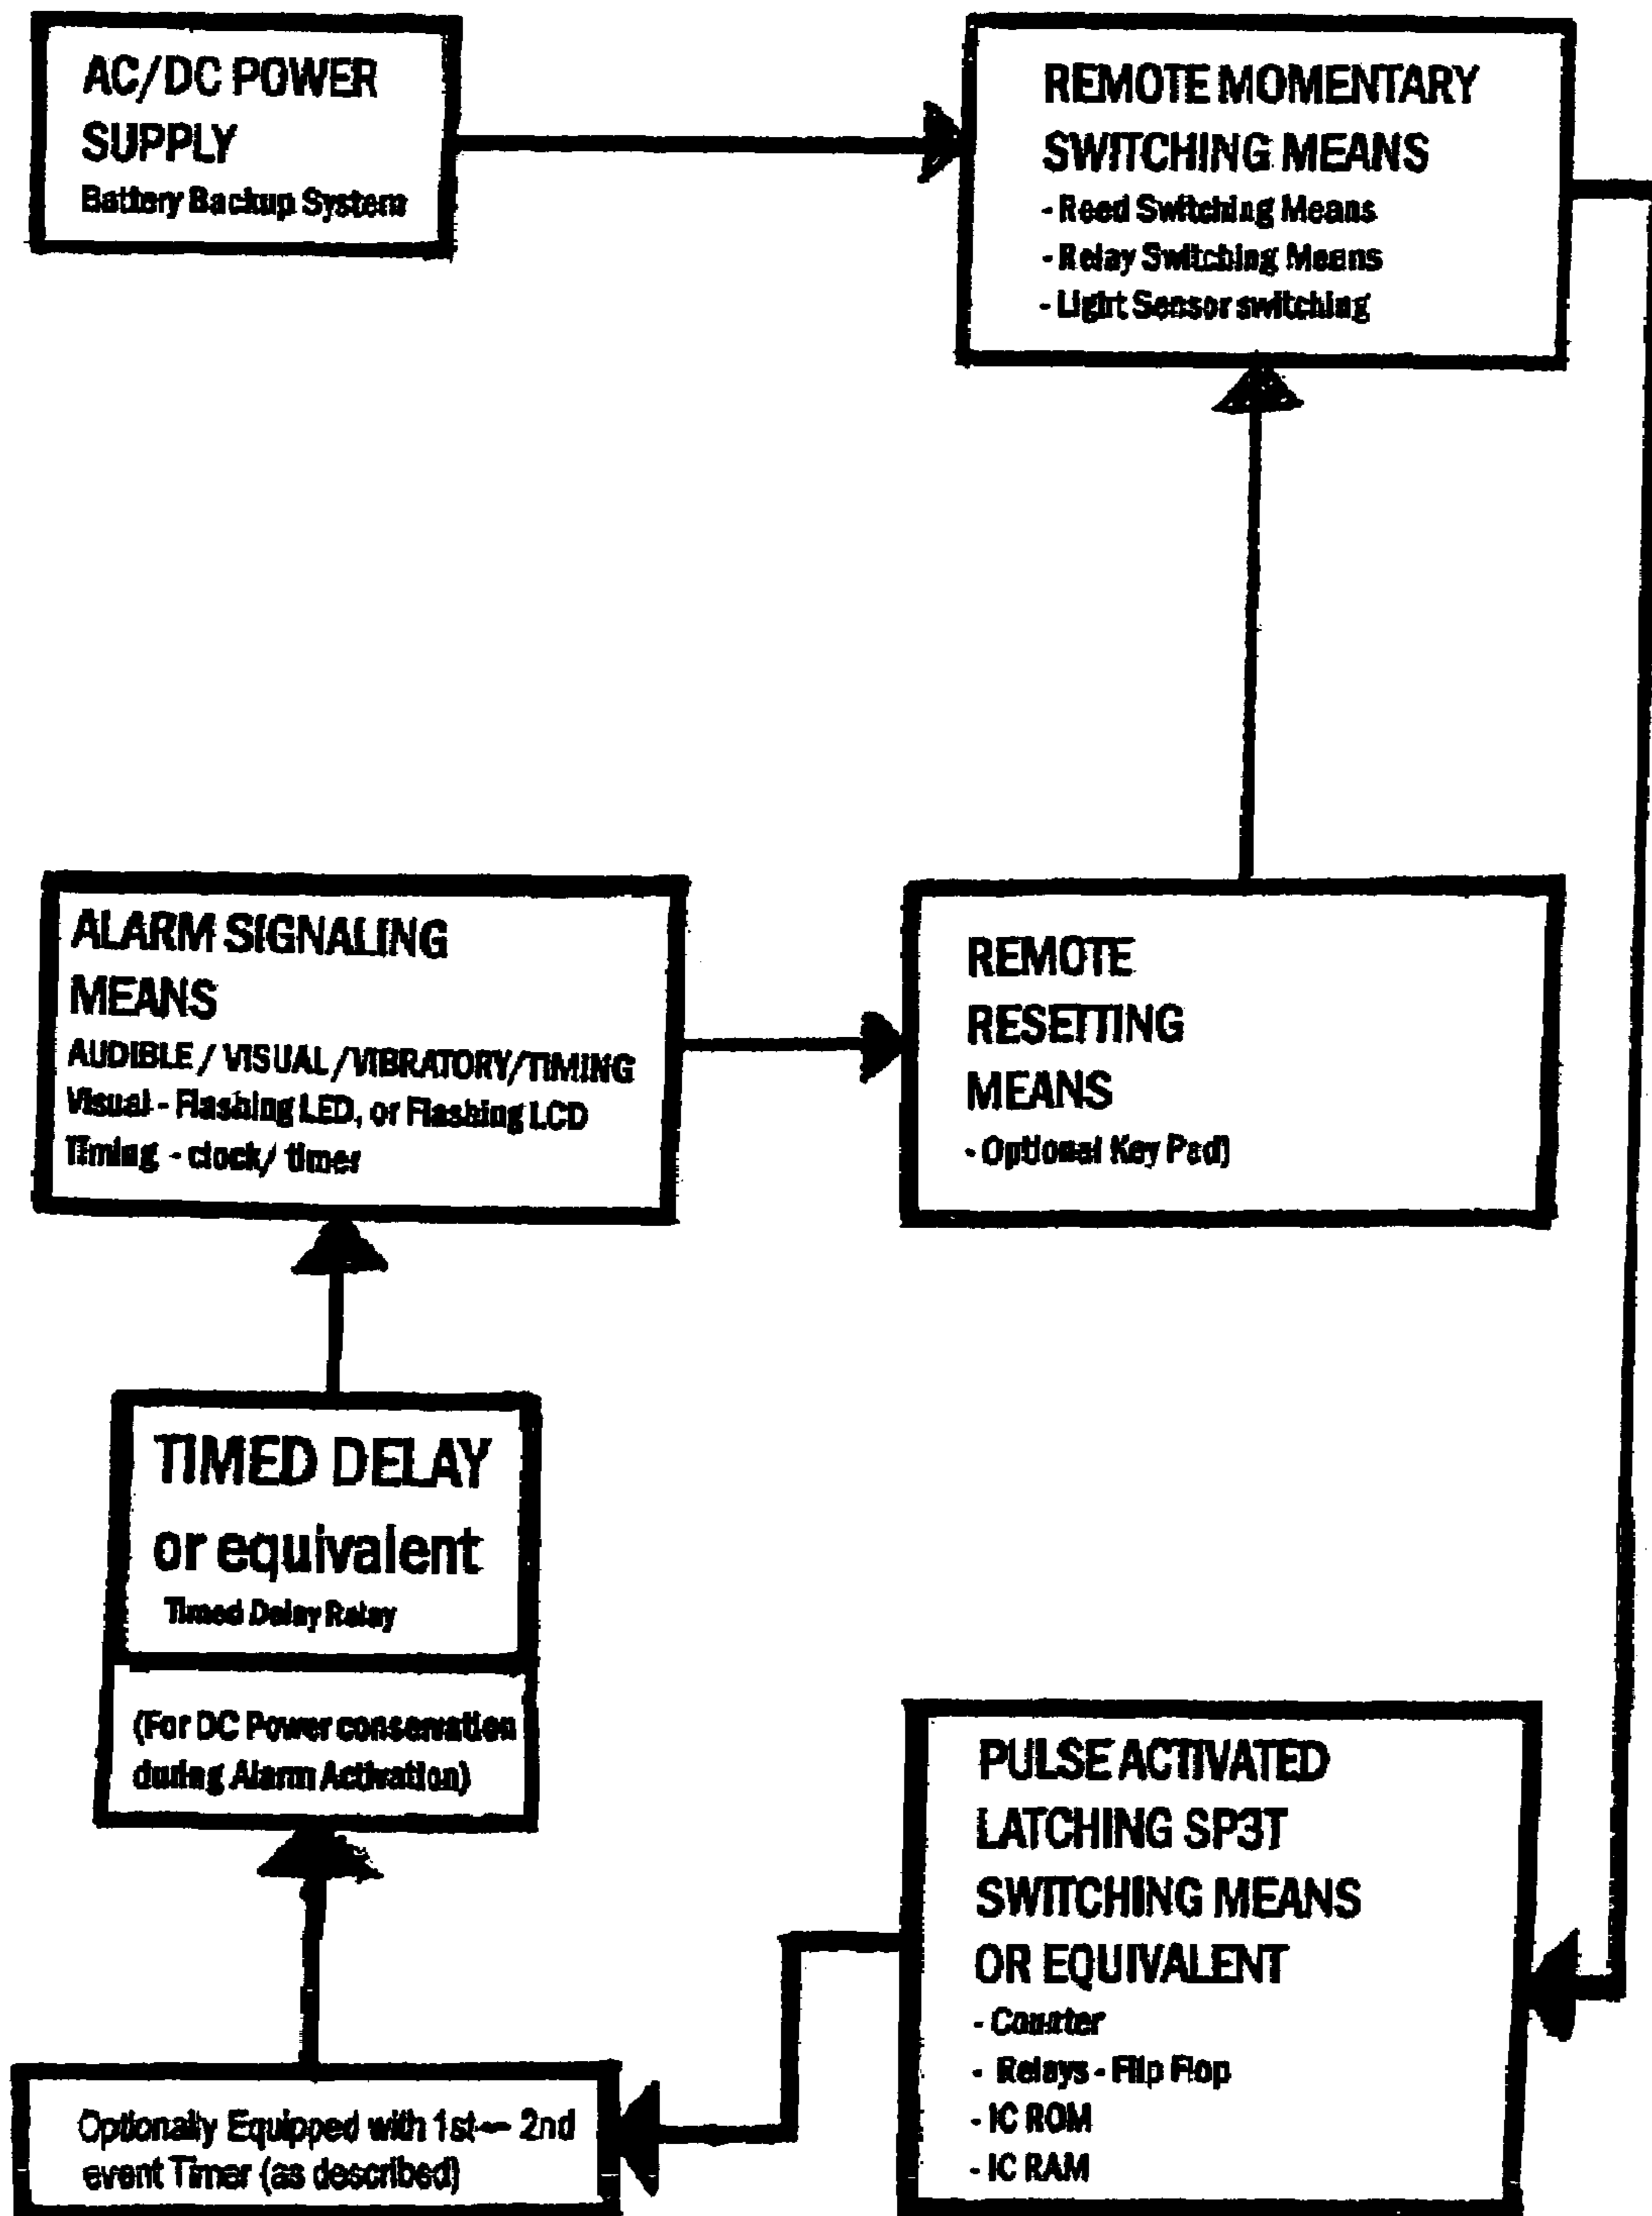 AC/DC POWER
SUPPLY
Battery Backup System
REMOTE MOMENTARY
SWITCHING MEANS
- Reed Switching Means
- Relay Switching Means
- Light Sensor switching
ALARM SIGNALING
MEANS
AUDIBLE / VISUAL / VIBRATORY/TIMING
Visual - Flashing LED, or Flashing LCD
Timing - clock/ timer
REMOTE
RESETTING
MEANS
- Optional Key Pad)
TIMED DELAY
or equivalent
Timed Delay Relay
(For DC Power conservation
during Alarm Activation)
PULSE ACTIVATED
LATCHING SP3T
SWITCHING MEANS
OR EQUIVALENT
- Counter
- Relays - Flip Flop
- IC ROM
- IC RAM
Optionally Equipped with 1st — 2nd
event Timer (as described)